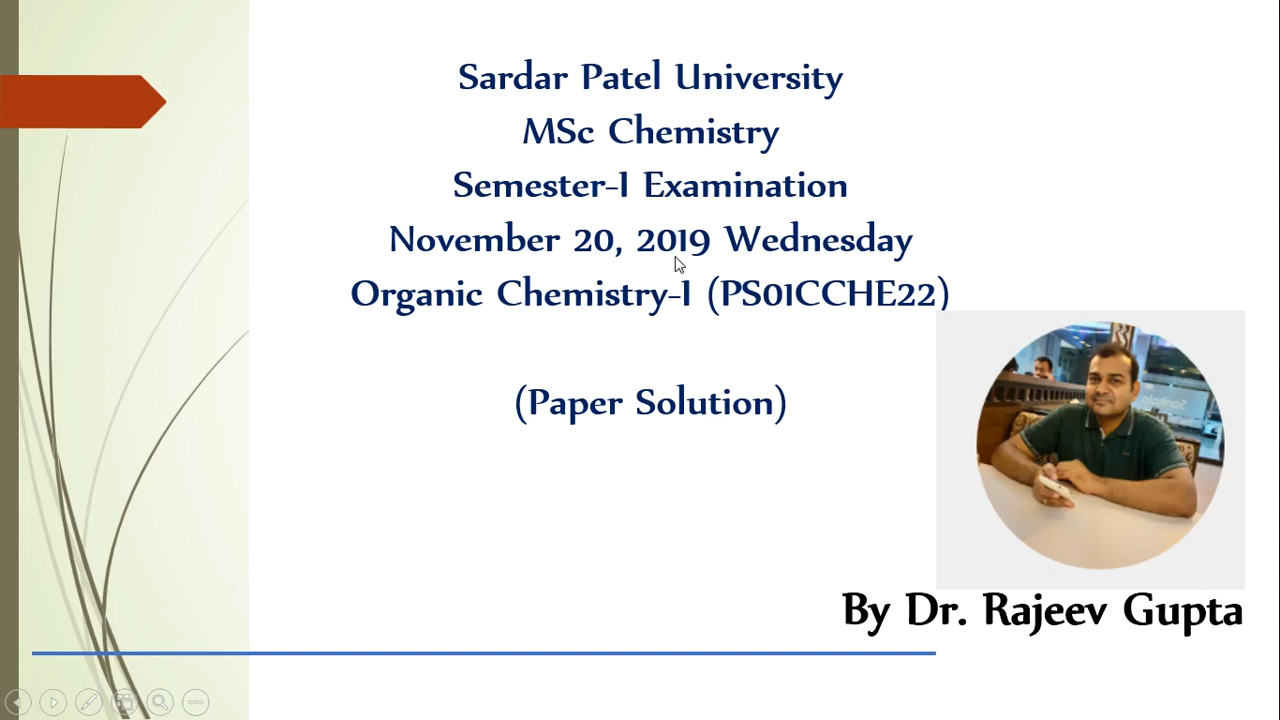 Sardar Patel University
MSc Chemistry
Semester-I Examination
November 20, 2019 Wednesday
Organic Chemistry-I (PS01CCHE22)
(Paper Solution)
By Dr. Rajeev Gupta